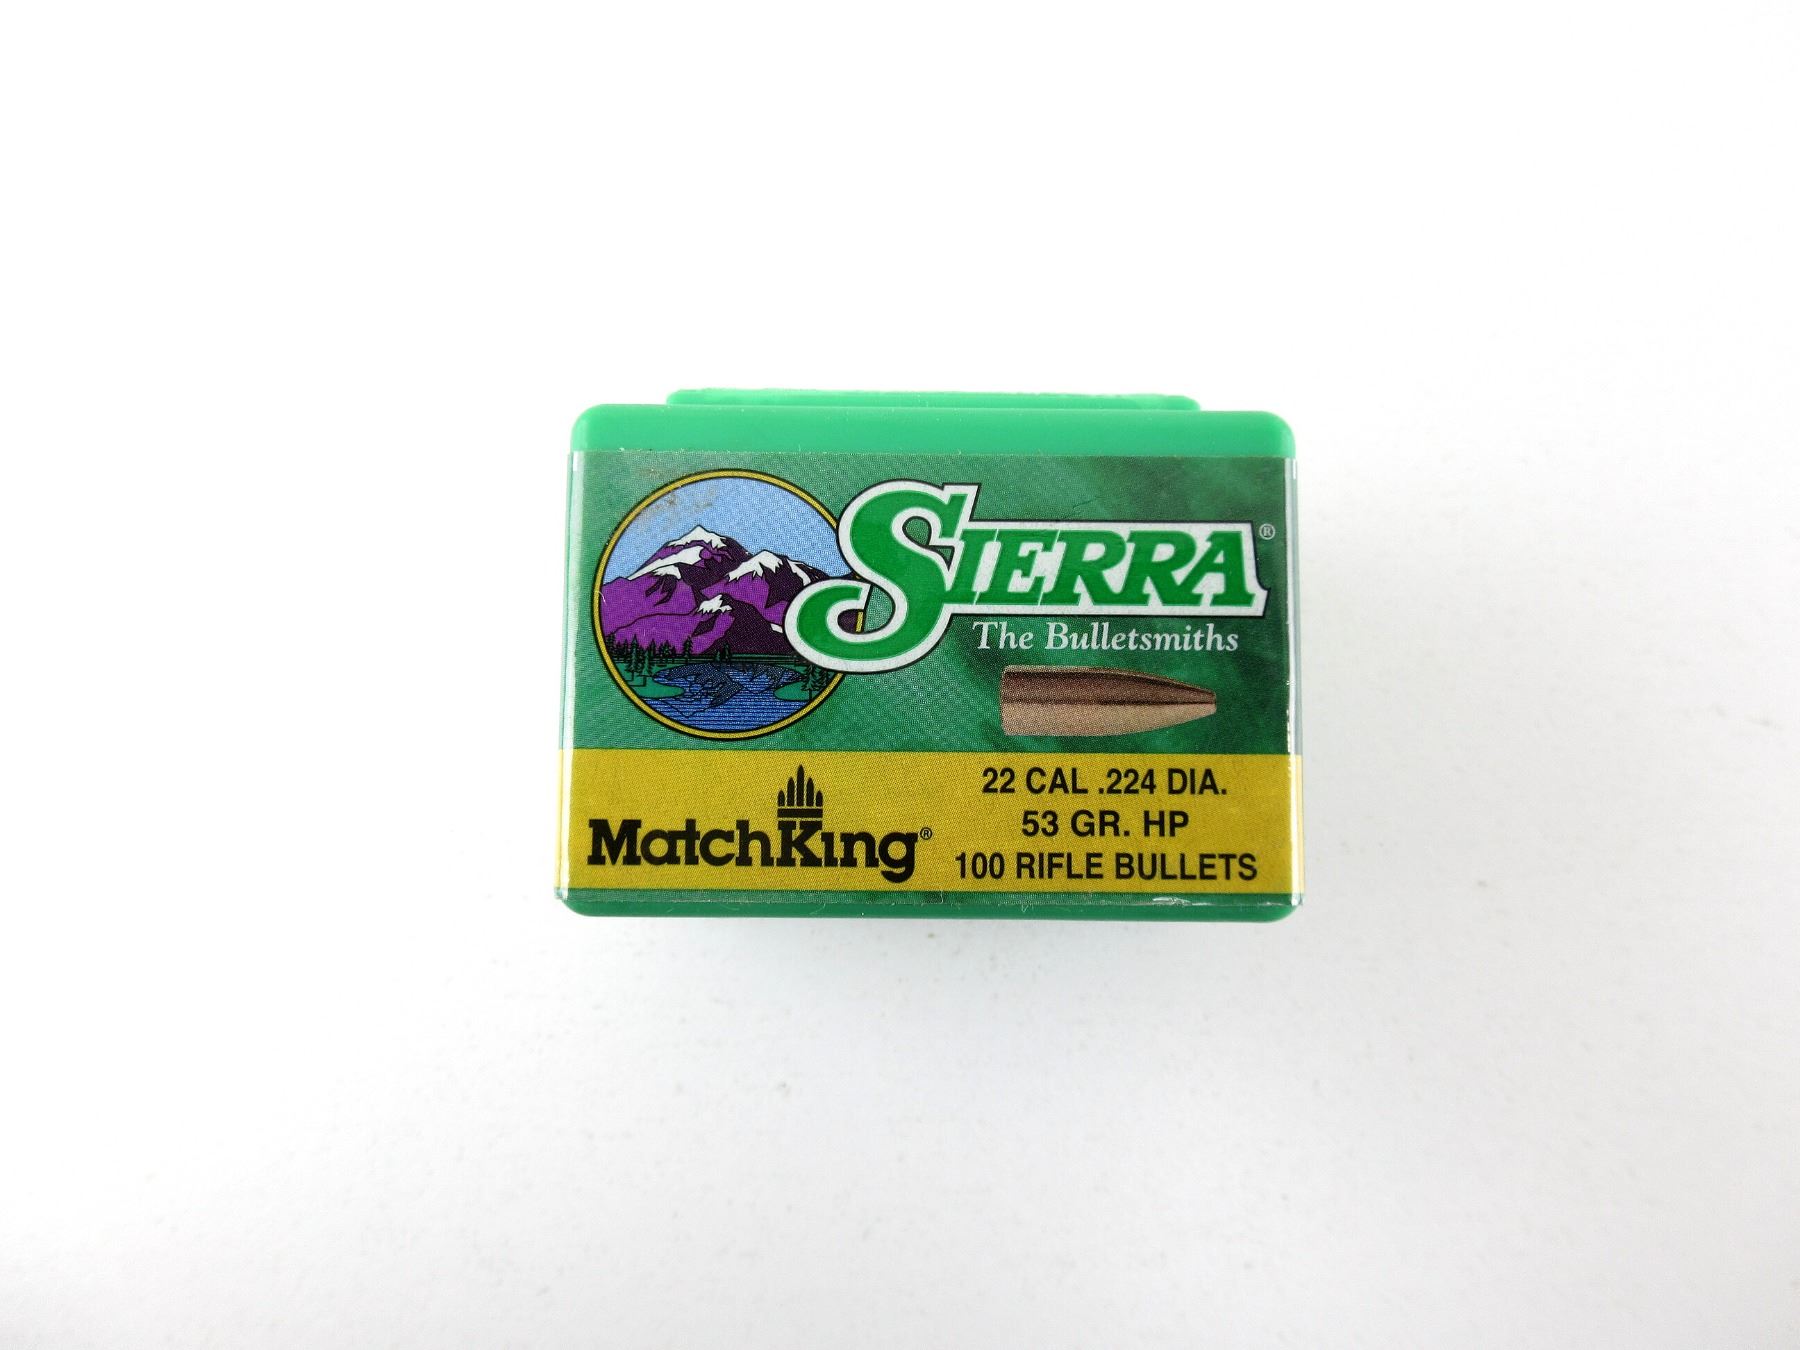 SIERRA®
The Bulletsmiths
MatchKing®
22 CAL .224 DIA.
53 GR. HP
100 RIFLE BULLETS